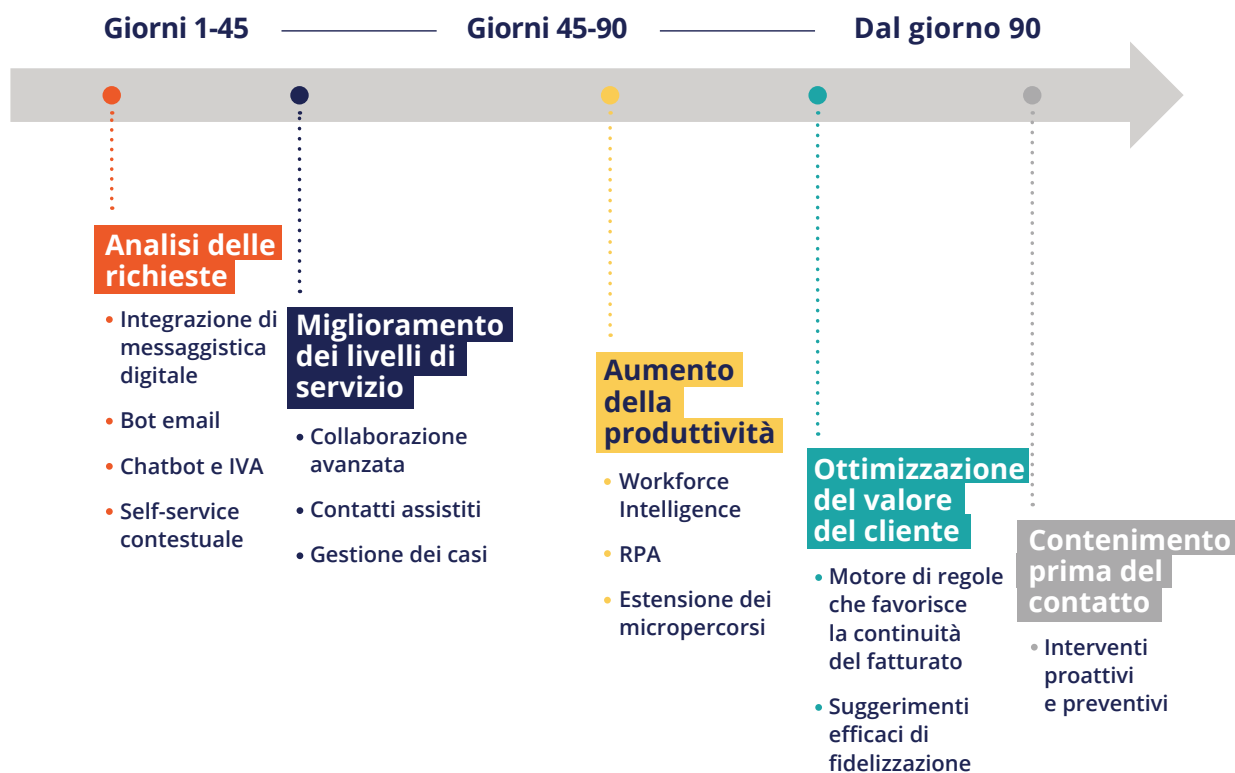 Giorni 1-45
Giorni 45-90
Dal giorno 90
Analisi delle
richieste
• Integrazione di
messaggistica
digitale
• Bot email
• Chatbot e IVA
• Self-service
contestuale
Miglioramento
dei livelli di
servizio
• Collaborazione
avanzata
• Contatti assistiti
• Gestione dei casi
Aumento
della
produttività
• Workforce
Intelligence
• RPA
• Estensione dei
micropercorsi
Ottimizzazione
del valore
del cliente
• Motore di regole
che favorisce
la continuità
del fatturato
• Suggerimenti
efficaci di
fidelizzazione
Contenimento
prima del
contatto
• Interventi
proattivi
e preventivi